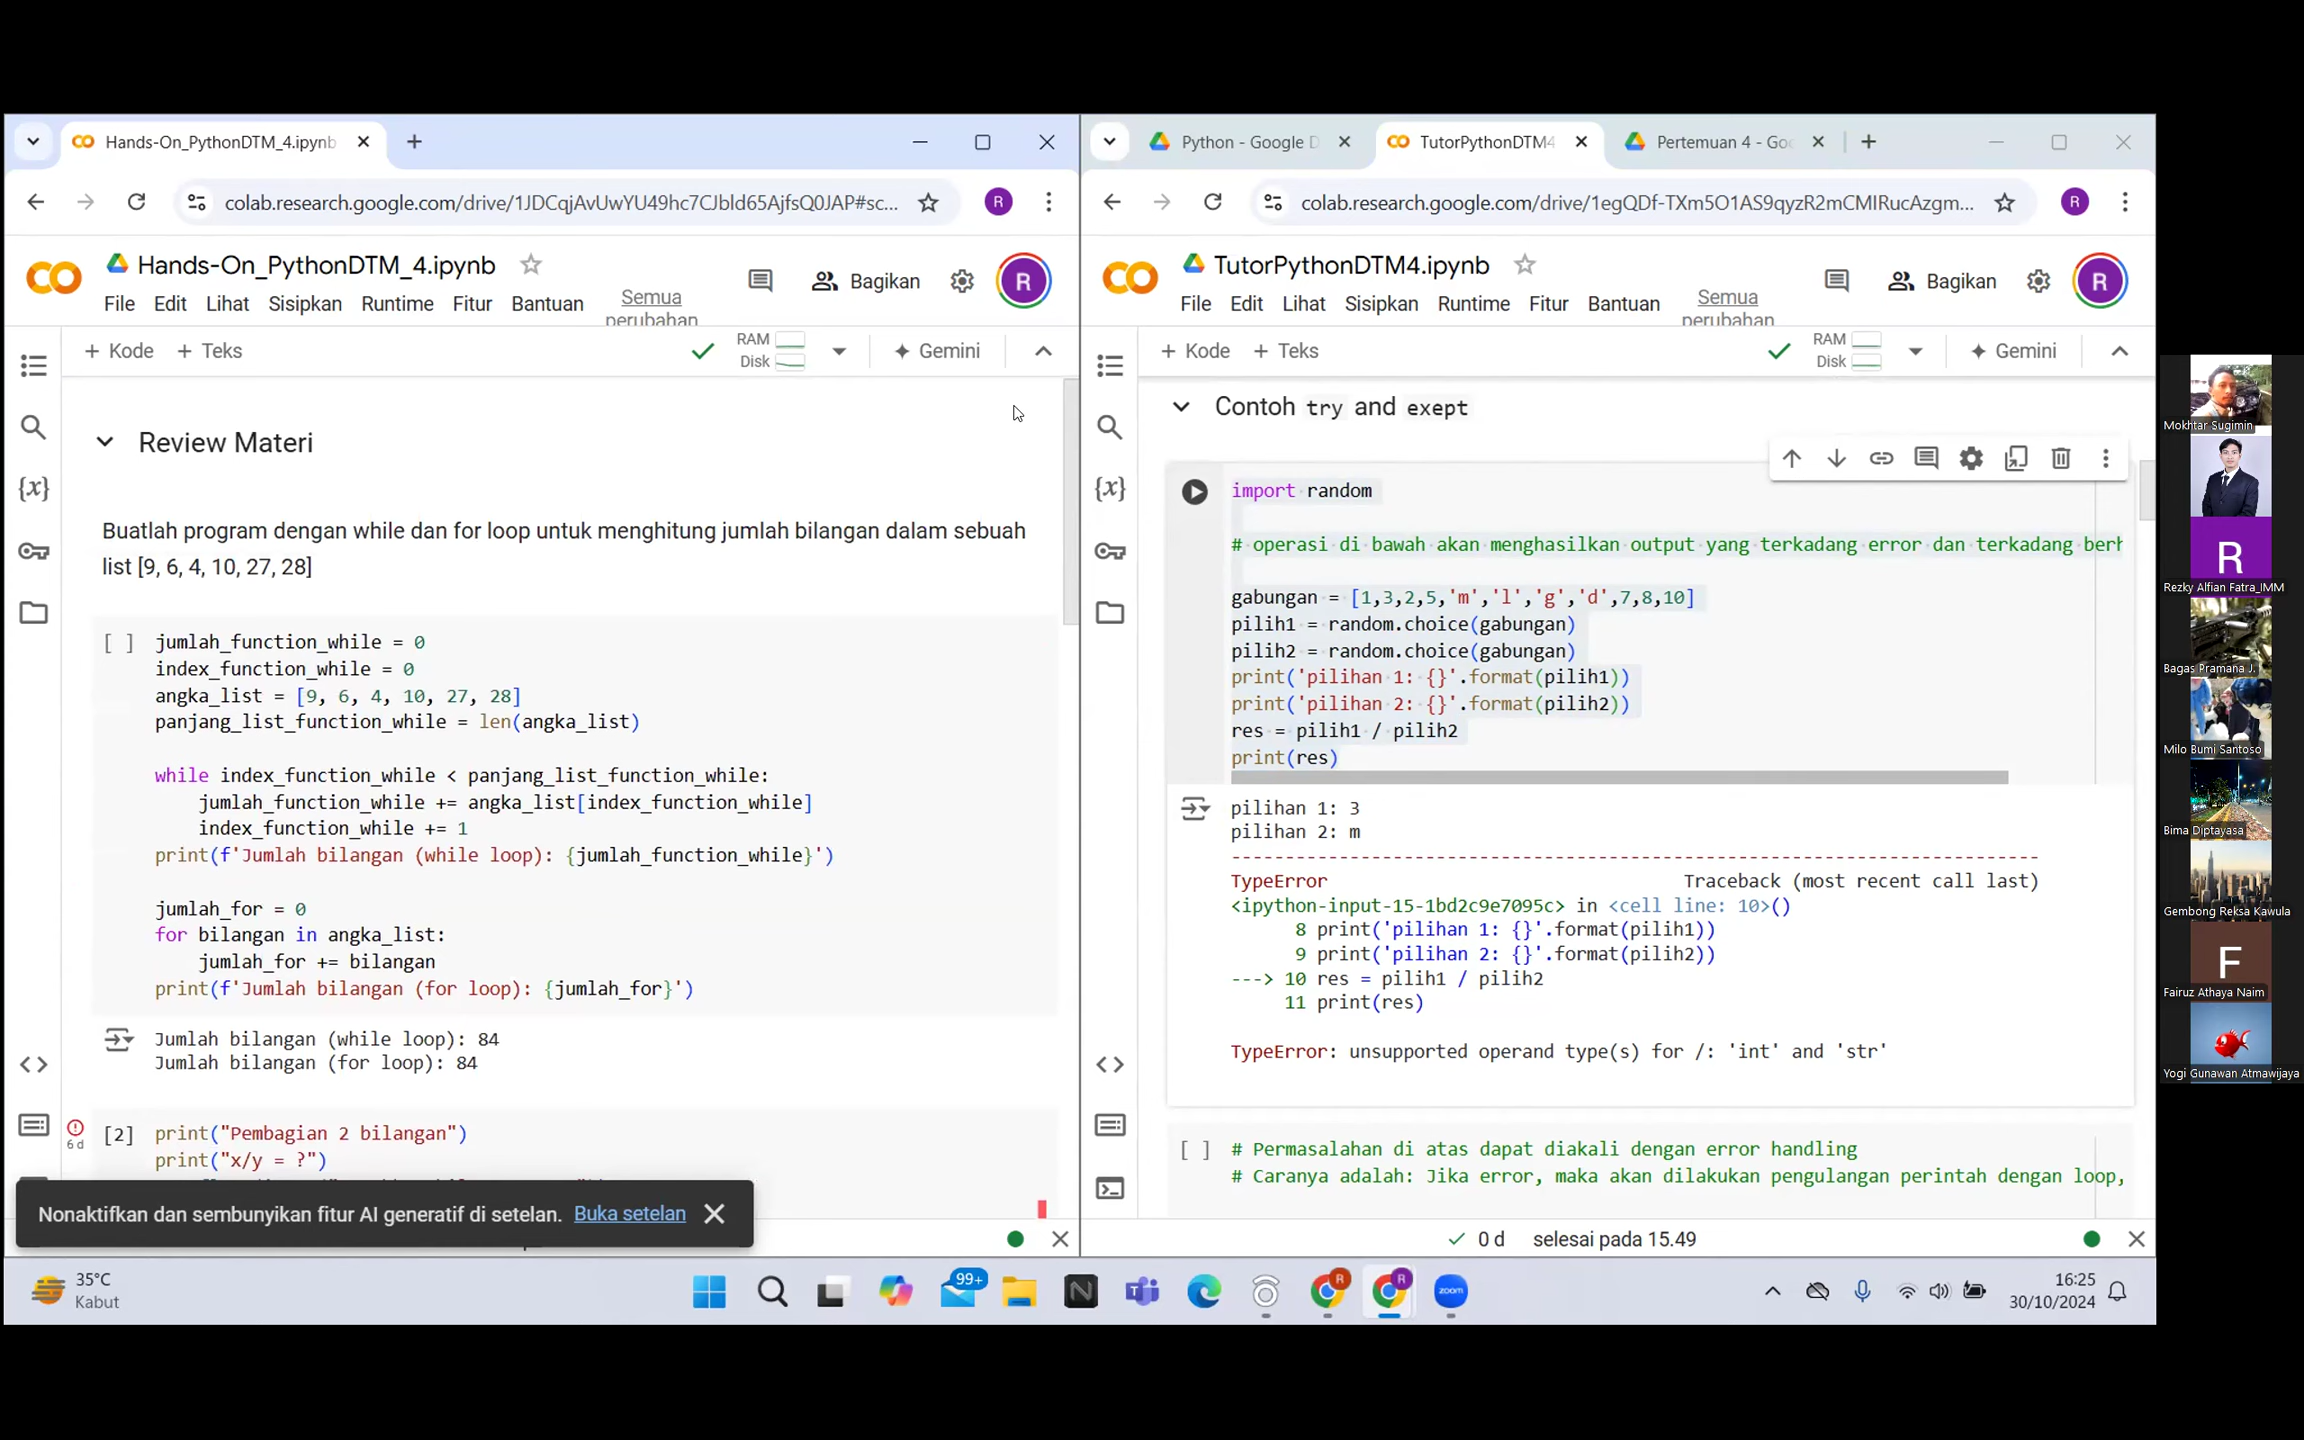 Hands-On_PythonDTM_4.ipynb
colab.research.google.com/drive/1JDCqjAvUwYU49hc7CJbld65AjfsQ0JAP#sc...
R
Hands-On_PythonDTM_4.ipynb
File Edit Lihat Sisipkan Runtime Fitur Bantuan
Semua perubahan
Bagikan
R
+ Kode + Teks
RAM
Disk
Gemini
Review Materi
Buatlah program dengan while dan for loop untuk menghitung jumlah bilangan dalam sebuah
list [9, 6, 4, 10, 27, 28]
[ ] jumlah_function_while = 0
index_function_while = 0
angka_list = [9, 6, 4, 10, 27, 28]
panjang_list_function_while = len(angka_list)
while index_function_while < panjang_list_function_while:
jumlah_function_while += angka_list[index_function_while]
index_function_while += 1
print(f'Jumlah bilangan (while loop): {jumlah_function_while}')
jumlah_for = 0
for bilangan in angka_list:
jumlah_for += bilangan
print(f'Jumlah bilangan (for loop): {jumlah_for}')
Jumlah bilangan (while loop): 84
Jumlah bilangan (for loop): 84
6 d
[2] print("Pembagian 2 bilangan")
print("x/y = ?")
Nonaktifkan dan sembunyikan fitur AI generatif di setelan. Buka setelan
Python - Google D
TutorPythonDTM4
Pertemuan 4 - Goo
colab.research.google.com/drive/1egQDf-TXm5O1AS9qyzR2mCMIRucAzgm...
R
TutorPythonDTM4.ipynb
File Edit Lihat Sisipkan Runtime Fitur Bantuan
Semua perubahan
Bagikan
R
+ Kode + Teks
RAM
Disk
Gemini
Contoh try and exept
import random
# operasi di bawah akan menghasilkan output yang terkadang error dan terkadang berh
gabungan = [1,3,2,5,'m','l','g','d',7,8,10]
pilih1 = random.choice(gabungan)
pilih2 = random.choice(gabungan)
print('pilihan 1: {}'.format(pilih1))
print('pilihan 2: {}'.format(pilih2))
res = pilih1 / pilih2
print(res)
pilihan 1: 3
pilihan 2: m
---------------------------------------------------------------------------
TypeError Traceback (most recent call last)
<ipython-input-15-1bd2c9e7095c> in <cell line: 10>()
8 print('pilihan 1: {}'.format(pilih1))
9 print('pilihan 2: {}'.format(pilih2))
---> 10 res = pilih1 / pilih2
11 print(res)
TypeError: unsupported operand type(s) for /: 'int' and 'str'
[ ] # Permasalahan di atas dapat diakali dengan error handling
# Caranya adalah: Jika error, maka akan dilakukan pengulangan perintah dengan loop,
0 d selesai pada 15.49
Mokhtar Sugimin
R
Rezky Alfian Fatra_IMM
Bagas Pramana J.
Milo Bumi Santoso
Bima Diptayasa
Gembong Reksa Kawula
F
Fairuz Athaya Naim
Yogi Gunawan Atmawijaya
35°C
Kabut
99+
R
R
zoom
16:25
30/10/2024